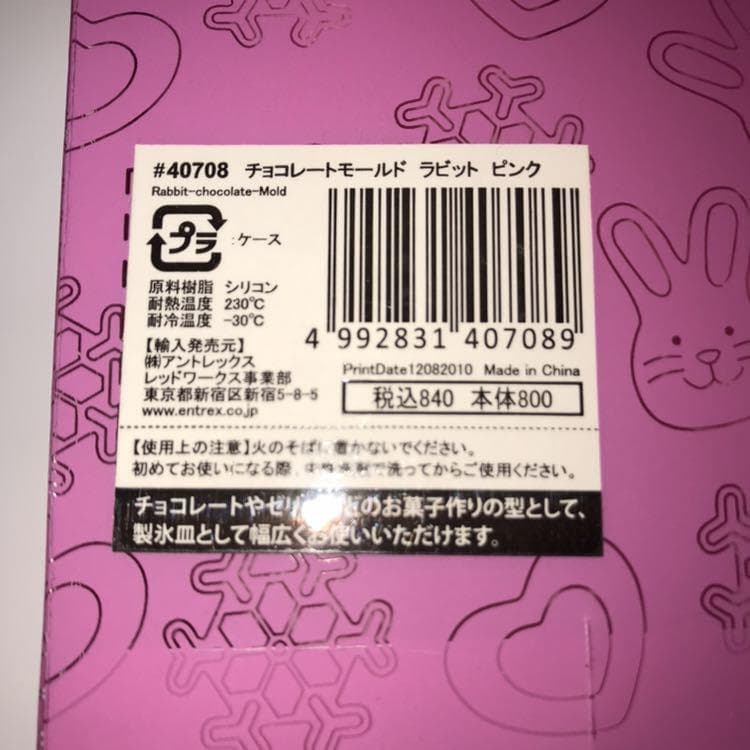 #40708 チョコレートモールド ラビット ピンク
Rabbit-chocolate-Mold
プラ :ケース
原料樹脂 シリコン
耐熱温度 230℃
耐冷温度 -30℃
【輸入発売元】
㈱アントレックス
レッドワークス事業部
東京都新宿区新宿5-8-5
www.entrex.co.jp
4 992831 407089
PrintDate12082010 Made in China
税込840 本体800
【使用上の注意】火のそばに置かないでください。
初めてお使いになる際、中性洗剤で洗ってからご使用ください。
チョコレートやゼリ のお菓子作りの型として、
製氷皿として幅広くお使いいただけます。